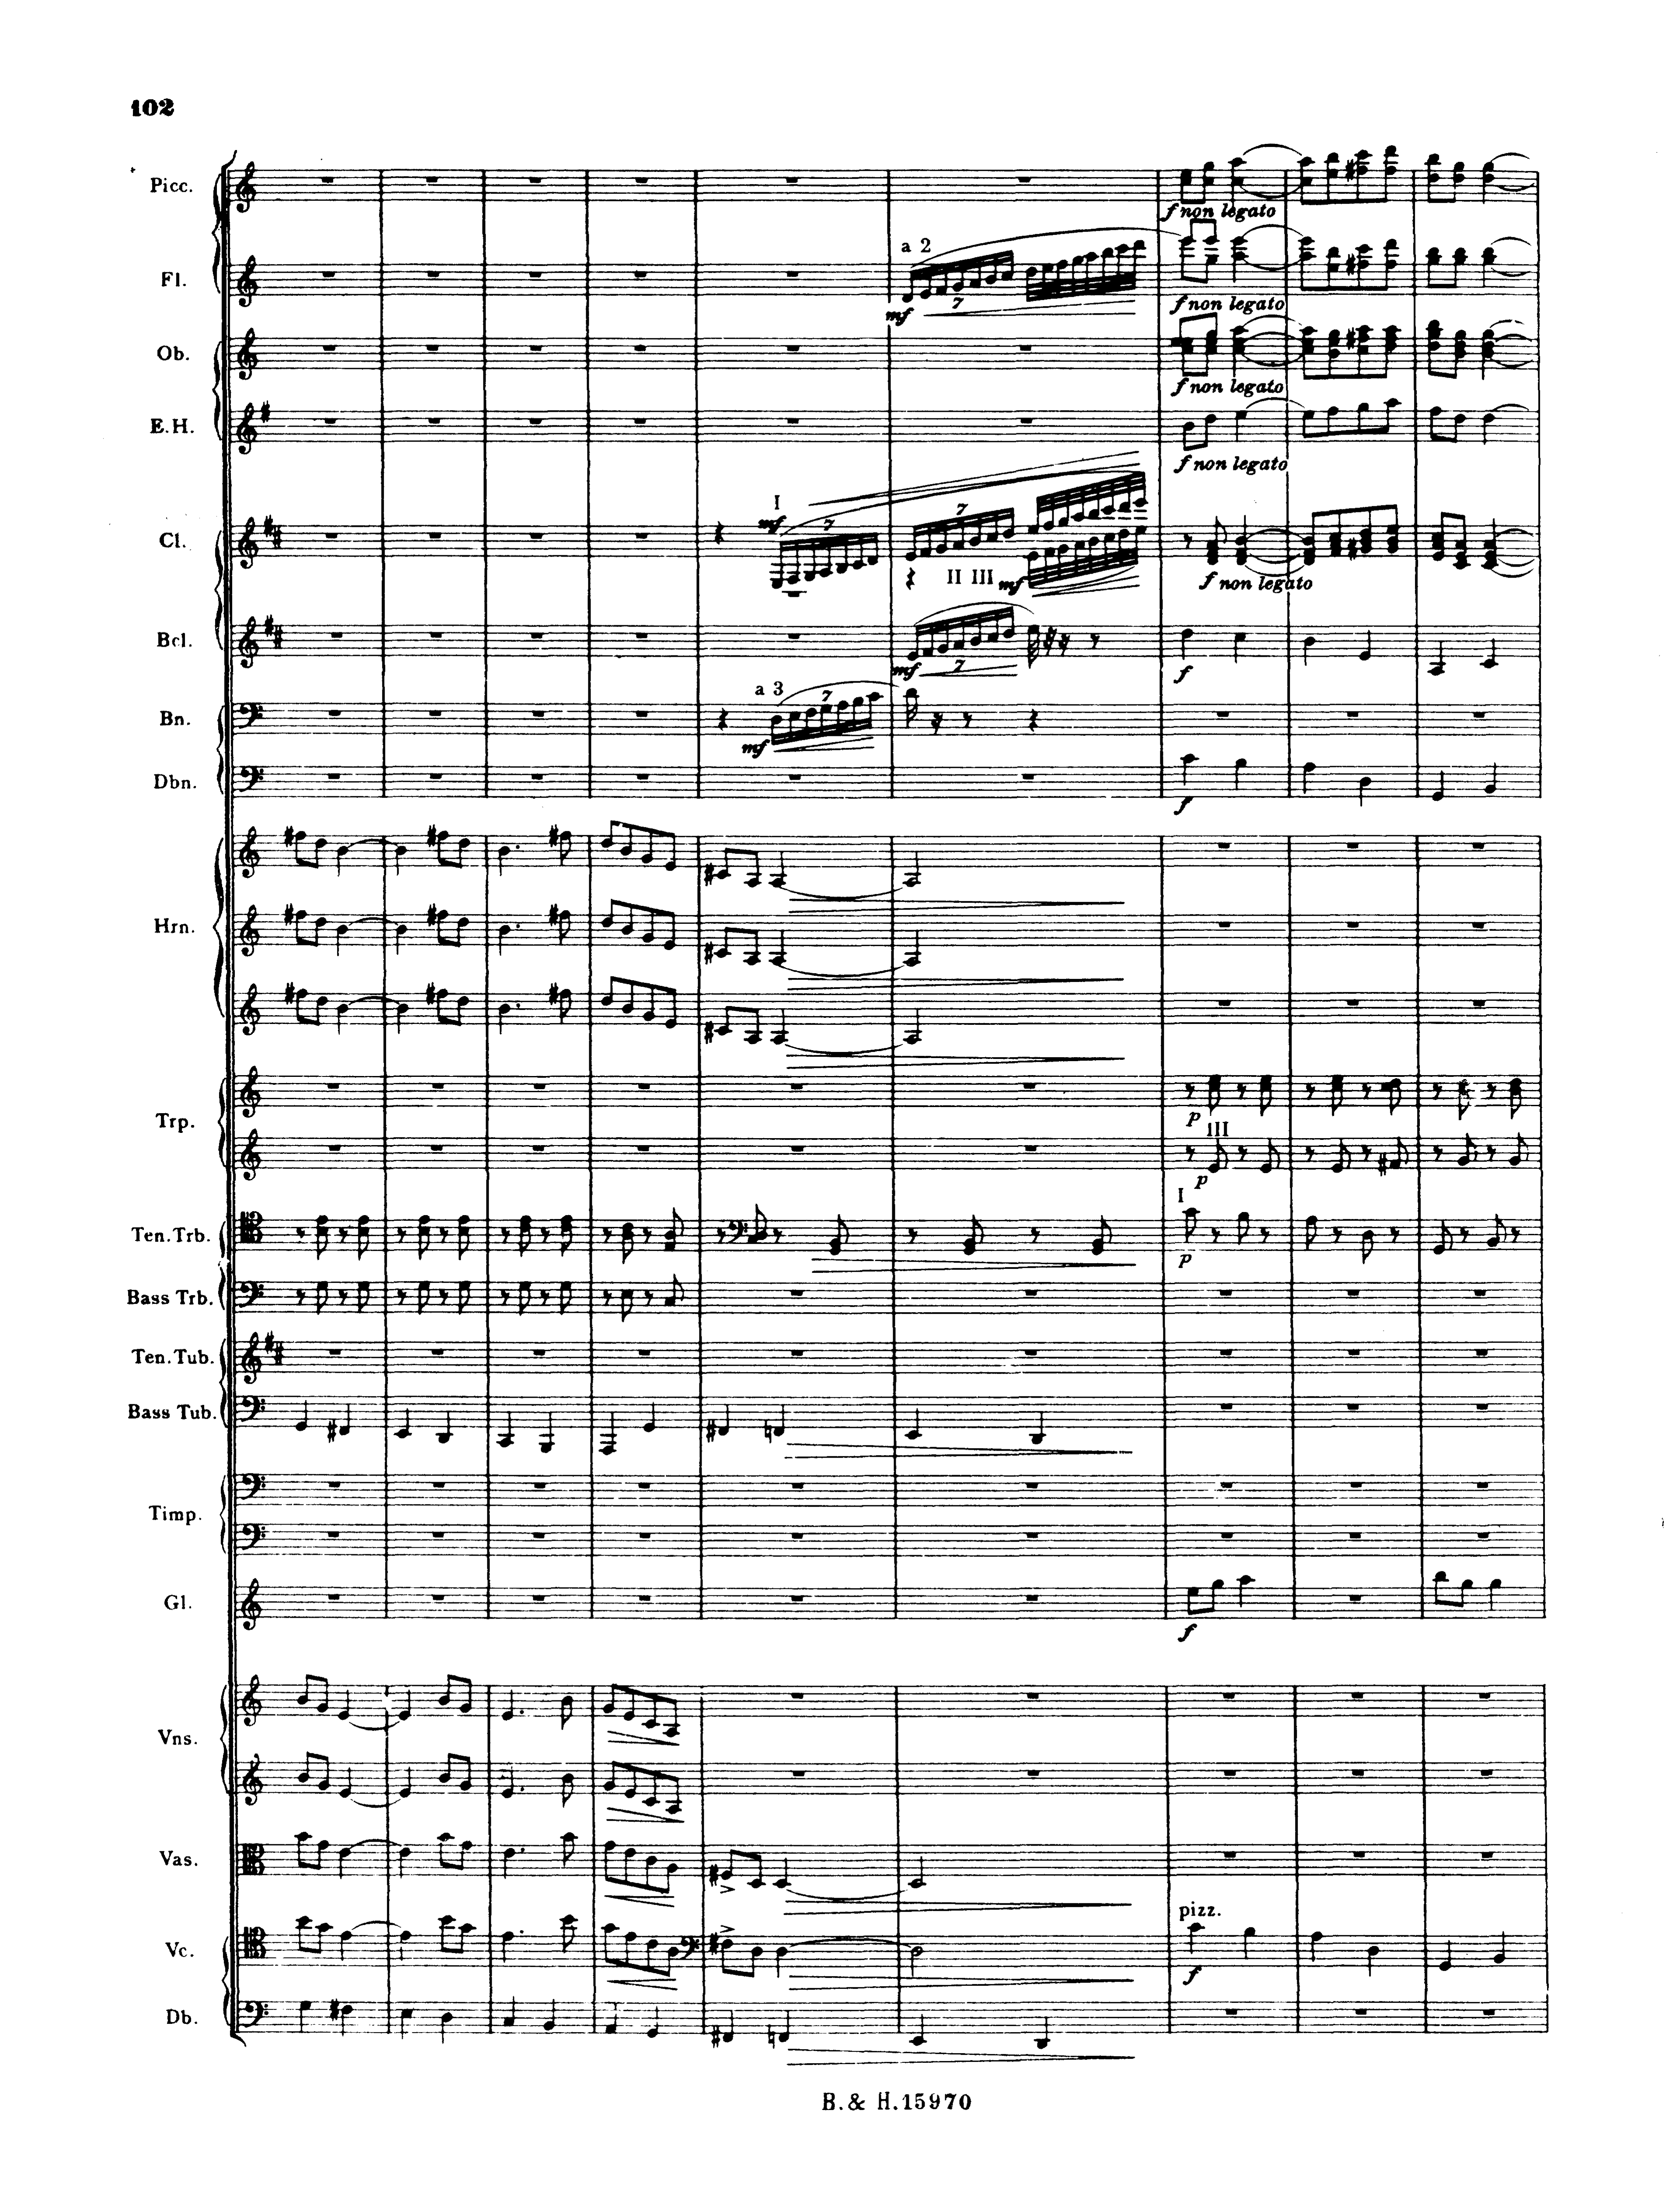 102
Picc.
f non legato
a 2
Fl.
7
mf
f non legato
Ob.
f non legato
E.H.
f non legato
I
mf
7
7
Cl.
II III
mf
f non legato
Bcl.
mf
7
f
a 3
7
Bn.
mf
Dbn.
f
Hrn.
p
Trp.
III
p
I
Ten.Trb.
p
Bass Trb.
Ten.Tub.
Bass Tub.
Timp.
Gl.
f
Vns.
Vas.
pizz.
Vc.
f
Db.
B. & H. 15970